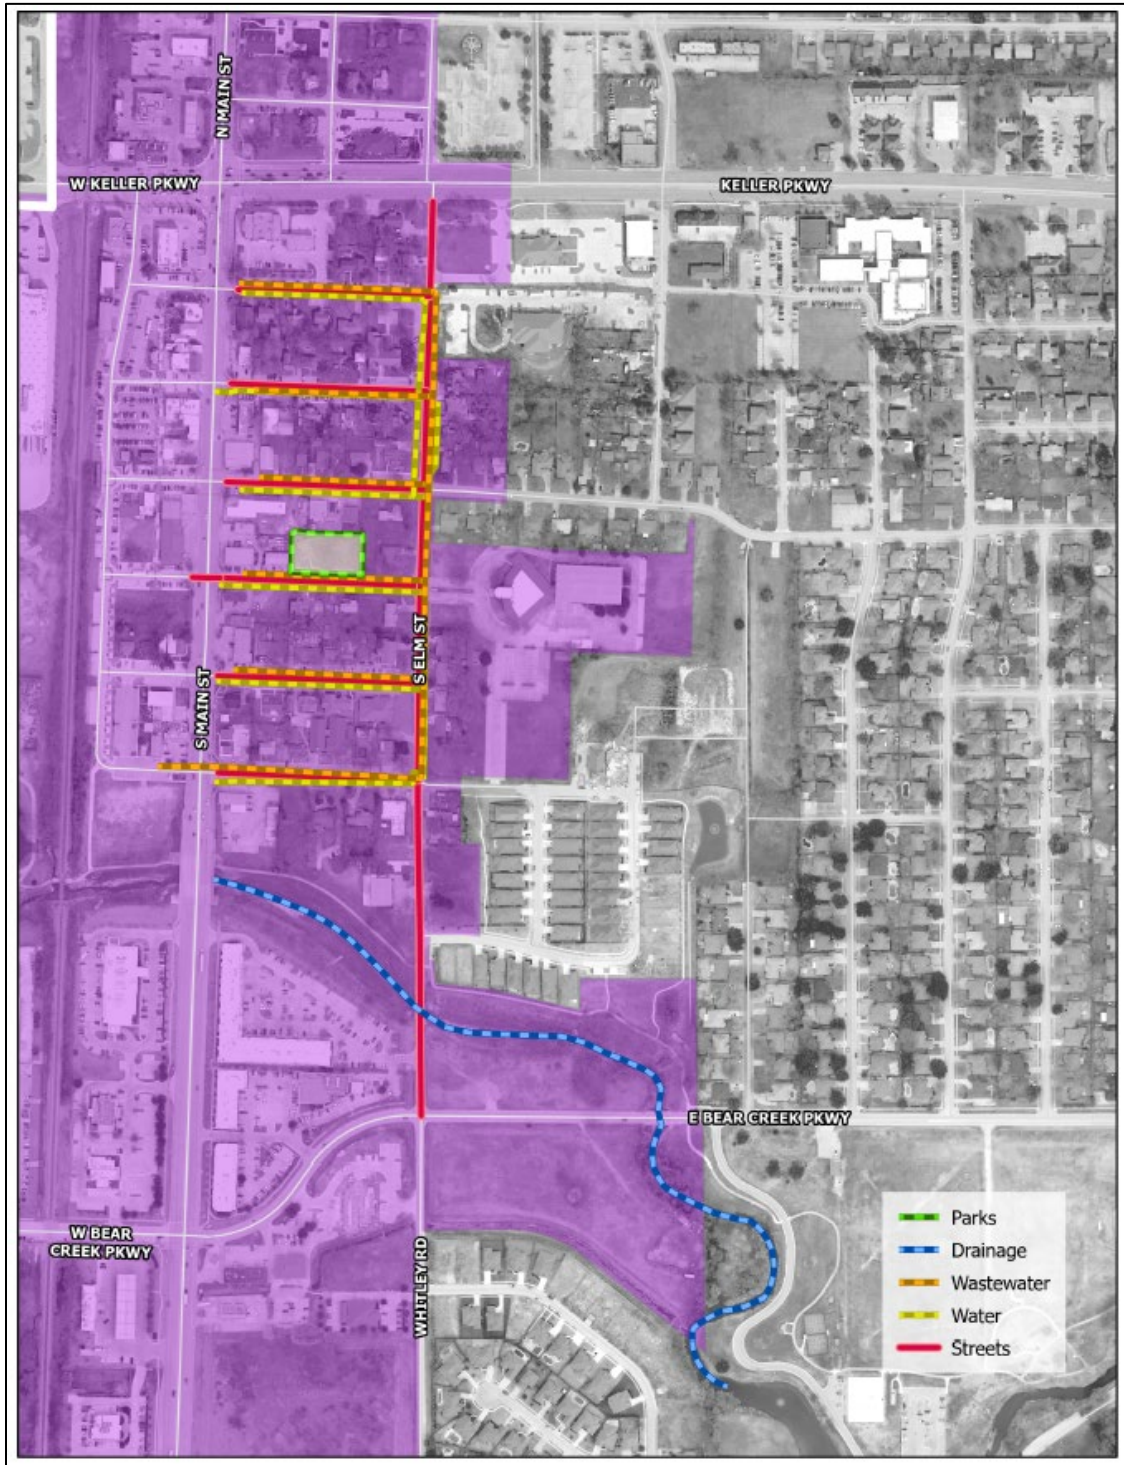 N MAIN ST
W KELLER PKWY
KELLER PKWY
S ELM ST
S MAIN ST
E BEAR CREEK PKWY
W BEAR
CREEK PKWY
WHITLEY RD
Parks
Drainage
Wastewater
Water
Streets